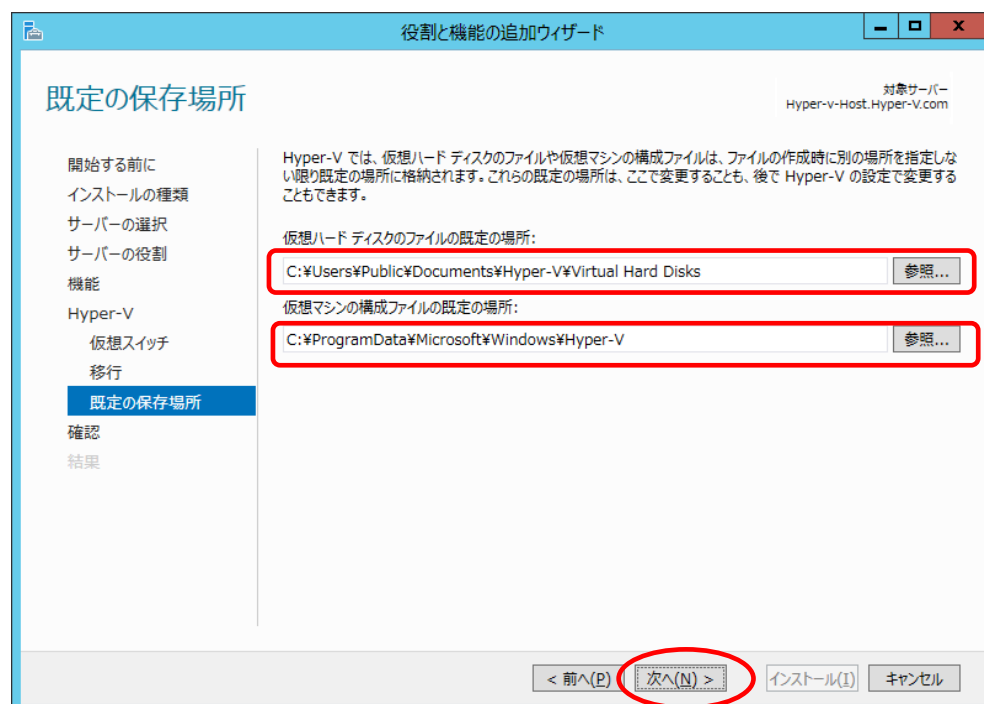 役割と機能の追加ウィザード
既定の保存場所
対象サーバー
Hyper-v-Host.Hyper-V.com
開始する前に
インストールの種類
サーバーの選択
サーバーの役割
機能
Hyper-V
仮想スイッチ
移行
既定の保存場所
確認
結果
Hyper-V では、仮想ハード ディスクのファイルや仮想マシンの構成ファイルは、ファイルの作成時に別の場所を指定しな
い限り既定の場所に格納されます。これらの既定の場所は、ここで変更することも、後で Hyper-V の設定で変更する
こともできます。
仮想ハード ディスクのファイルの既定の場所:
C:¥Users¥Public¥Documents¥Hyper-V¥Virtual Hard Disks
参照...
仮想マシンの構成ファイルの既定の場所:
C:¥ProgramData¥Microsoft¥Windows¥Hyper-V
参照...
< 前へ(P)
次へ(N) >
インストール(I)
キャンセル